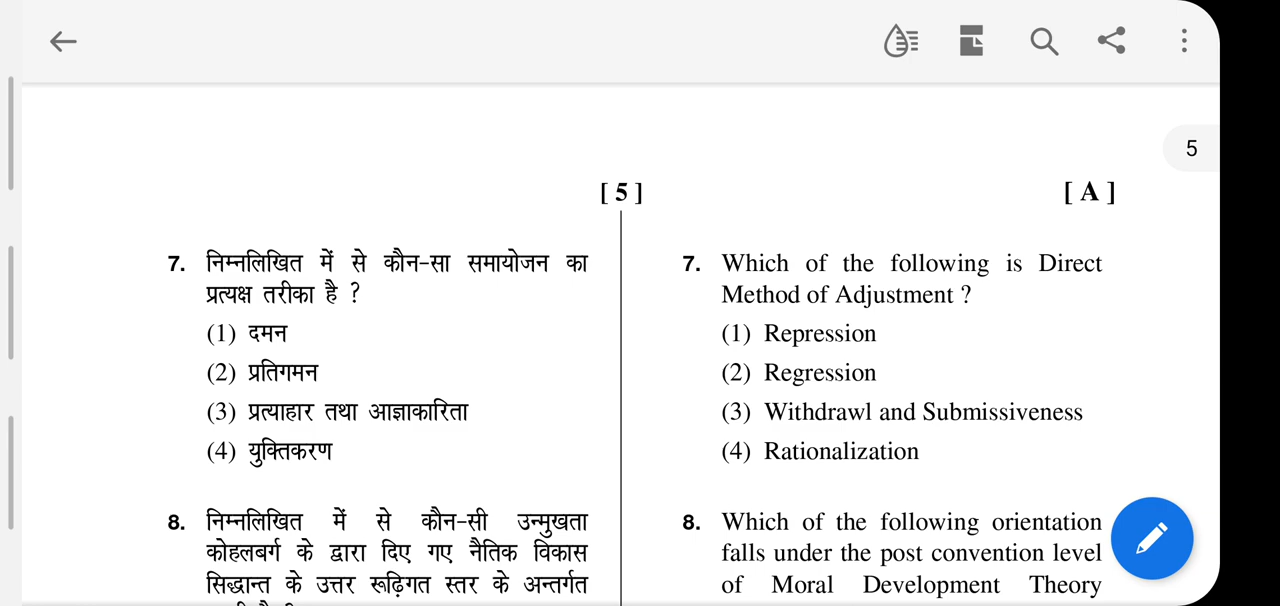 5
[ 5 ]
[ A ]
7. निम्नलिखित में से कौन-सा समायोजन का
प्रत्यक्ष तरीका है ?
(1) दमन
(2) प्रतिगमन
(3) प्रत्याहार तथा आज्ञाकारिता
(4) युक्तिकरण
8. निम्नलिखित में से कौन-सी उन्मुखता
कोहलबर्ग के द्वारा दिए गए नैतिक विकास
सिद्धान्त के उत्तर रूढ़िगत स्तर के अन्तर्गत
7. Which of the following is Direct
Method of Adjustment ?
(1) Repression
(2) Regression
(3) Withdrawl and Submissiveness
(4) Rationalization
8. Which of the following orientation
falls under the post convention level
of Moral Development Theory